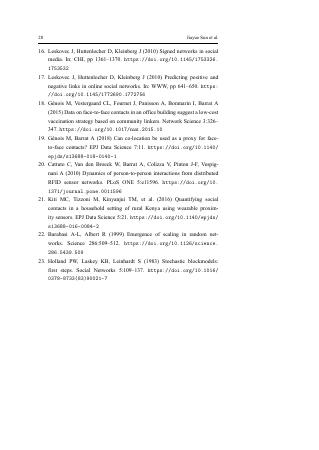 28 Jiayue Sun et al.
16. Leskovec J, Huttenlocher D, Kleinberg J (2010) Signed networks in social
media. In: CHI, pp 1361–1370. https://doi.org/10.1145/1753326.
1753532
17. Leskovec J, Huttenlocher D, Kleinberg J (2010) Predicting positive and
negative links in online social networks. In: WWW, pp 641–650. https:
//doi.org/10.1145/1772690.1772756
18. Génois M, Vestergaard CL, Fournet J, Panisson A, Bonmarin I, Barrat A
(2015) Data on face-to-face contacts in an office building suggest a low-cost
vaccination strategy based on community linkers. Network Science 3:326–
347. https://doi.org/10.1017/nws.2015.10
19. Génois M, Barrat A (2018) Can co-location be used as a proxy for face-
to-face contacts? EPJ Data Science 7:11. https://doi.org/10.1140/
epjds/s13688-018-0140-1
20. Cattuto C, Van den Broeck W, Barrat A, Colizza V, Pinton J-F, Vespig-
nani A (2010) Dynamics of person-to-person interactions from distributed
RFID sensor networks. PLoS ONE 5:e11596. https://doi.org/10.
1371/journal.pone.0011596
21. Kiti MC, Tizzoni M, Kinyanjui TM, et al. (2016) Quantifying social
contacts in a household setting of rural Kenya using wearable proxim-
ity sensors. EPJ Data Science 5:21. https://doi.org/10.1140/epjds/
s13688-016-0084-2
22. Barabasi A-L, Albert R (1999) Emergence of scaling in random net-
works. Science 286:509–512. https://doi.org/10.1126/science.
286.5439.509
23. Holland PW, Laskey KB, Leinhardt S (1983) Stochastic blockmodels:
first steps. Social Networks 5:109–137. https://doi.org/10.1016/
0378-8733(83)90021-7